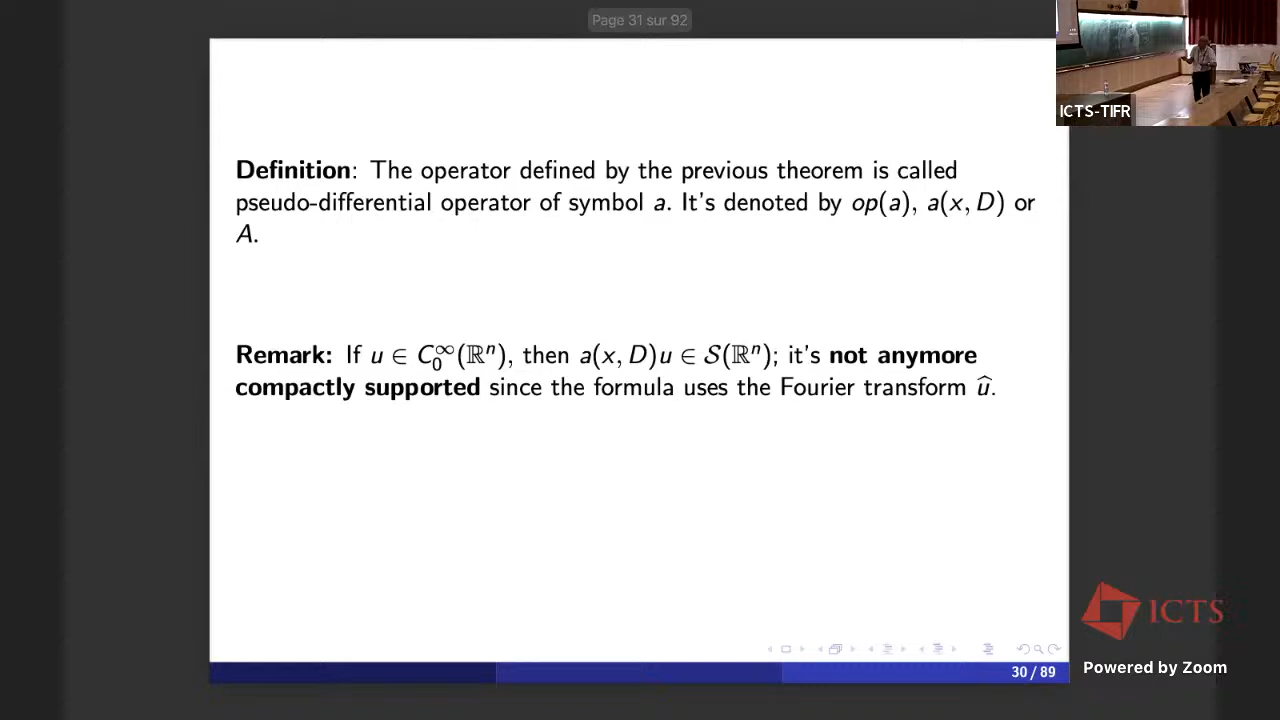 Page 31 sur 92
ICTS-TIFR
Definition: The operator defined by the previous theorem is called
pseudo-differential operator of symbol a. It's denoted by op(a), a(x, D) or
A.
Remark: If u ∈ C₀^∞(ℝⁿ), then a(x, D)u ∈ 𝒮(ℝⁿ); it's not anymore
compactly supported since the formula uses the Fourier transform û.
ICTS
Powered by Zoom
30 / 89